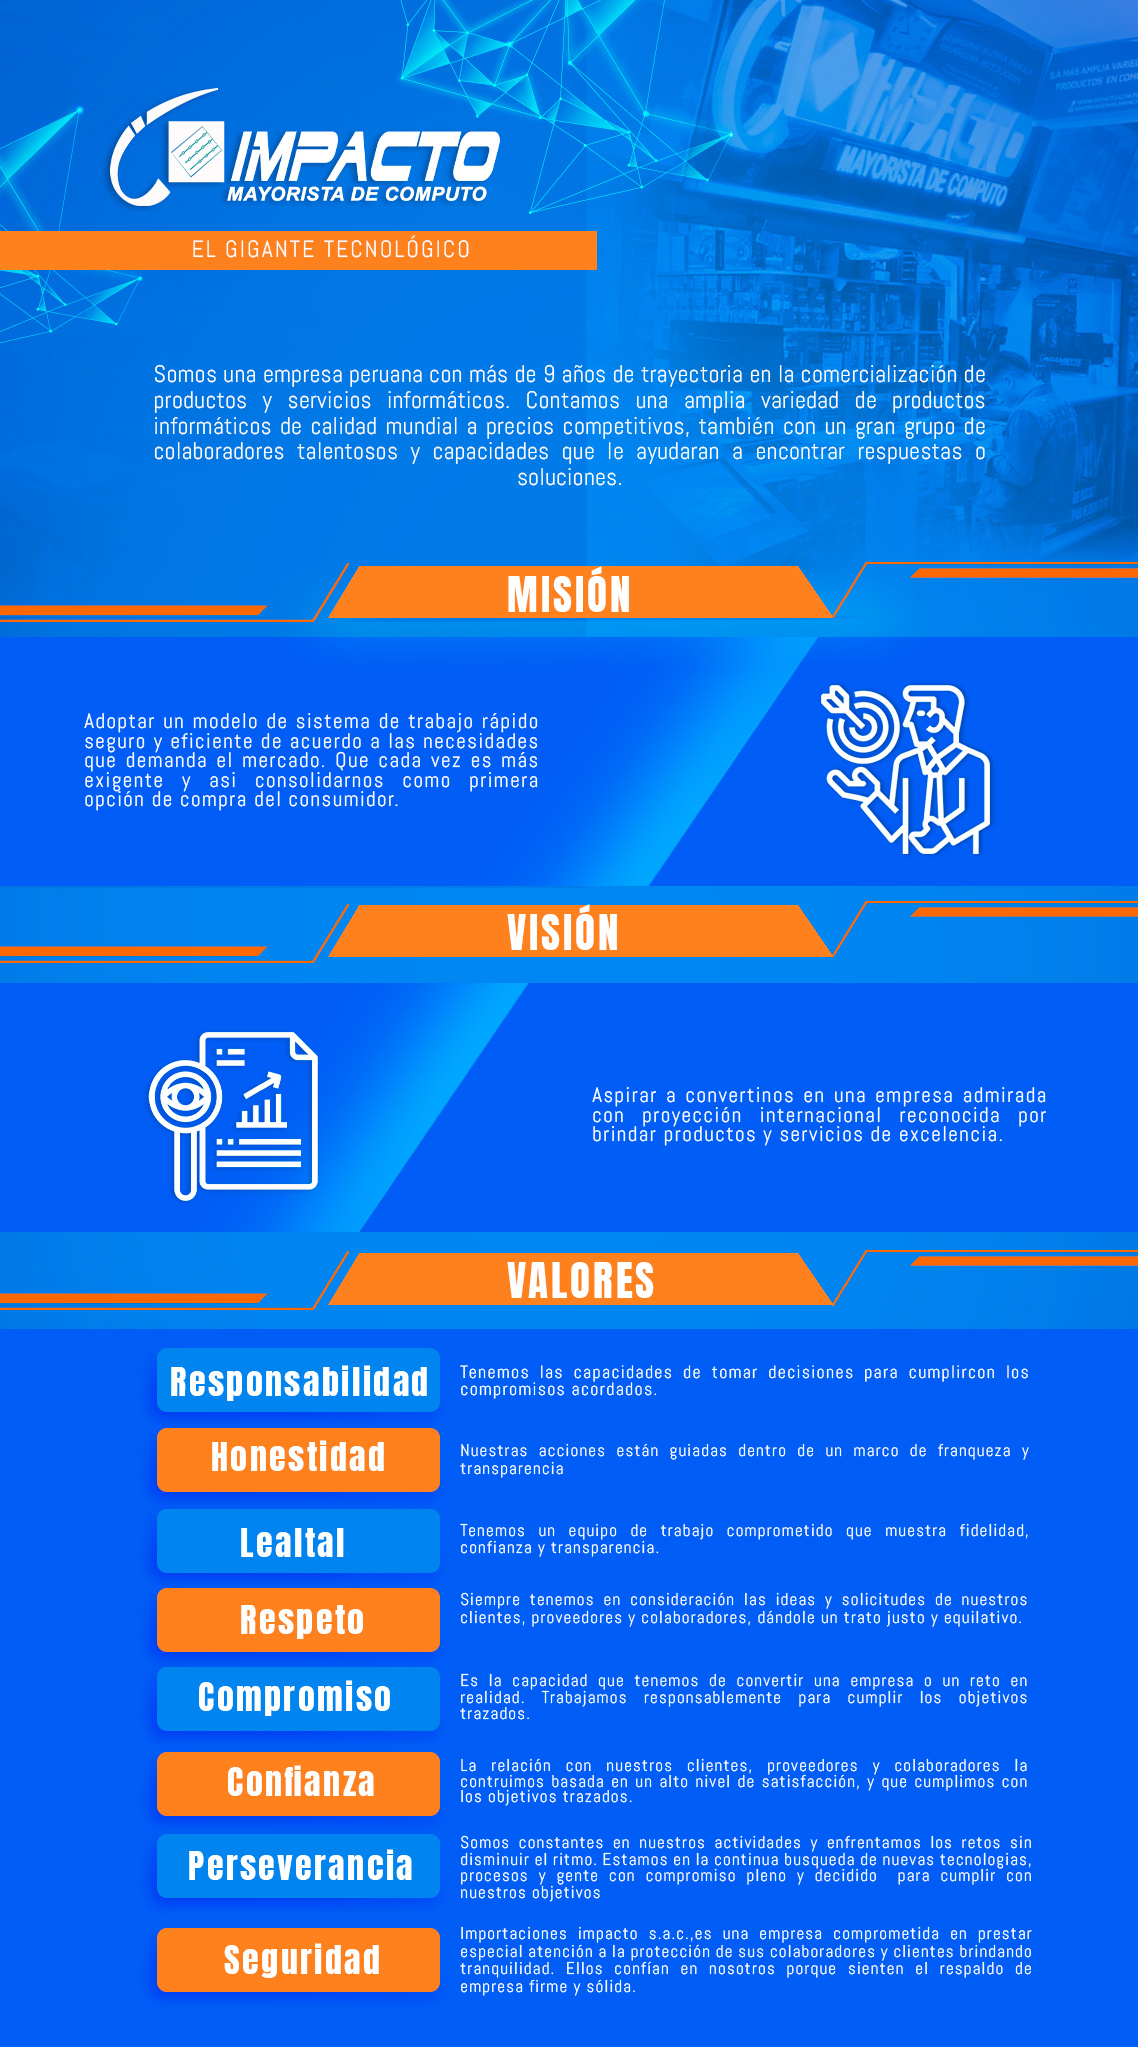 IMPACTO
MAYORISTA DE COMPUTO
IMPACTO
MAYORISTA DE COMPUTO
LA MÁS AMPLIA VARIED
PRODUCTOS EN COM
EL GIGANTE TECNOLÓGICO
Somos una empresa peruana con más de 9 años de trayectoria en la comercialización de
productos y servicios informáticos. Contamos una amplia variedad de productos
informáticos de calidad mundial a precios competitivos, también con un gran grupo de
colaboradores talentosos y capacidades que le ayudaran a encontrar respuestas o
soluciones.
MISIÓN
Adoptar un modelo de sistema de trabajo rápido
seguro y eficiente de acuerdo a las necesidades
que demanda el mercado. Que cada vez es más
exigente y asi consolidarnos como primera
opción de compra del consumidor.
VISIÓN
Aspirar a convertinos en una empresa admirada
con proyección internacional reconocida por
brindar productos y servicios de excelencia.
VALORES
Responsabilidad
Tenemos las capacidades de tomar decisiones para cumplircon los
compromisos acordados.
Honestidad
Nuestras acciones están guiadas dentro de un marco de franqueza y
transparencia
Lealtal
Tenemos un equipo de trabajo comprometido que muestra fidelidad,
confianza y transparencia.
Respeto
Siempre tenemos en consideración las ideas y solicitudes de nuestros
clientes, proveedores y colaboradores, dándole un trato justo y equilativo.
Compromiso
Es la capacidad que tenemos de convertir una empresa o un reto en
realidad. Trabajamos responsablemente para cumplir los objetivos
trazados.
Confianza
La relación con nuestros clientes, proveedores y colaboradores la
contruimos basada en un alto nivel de satisfacción, y que cumplimos con
los objetivos trazados.
Perseverancia
Somos constantes en nuestros actividades y enfrentamos los retos sin
disminuir el ritmo. Estamos en la continua busqueda de nuevas tecnologias,
procesos y gente con compromiso pleno y decidido para cumplir con
nuestros objetivos
Seguridad
Importaciones impacto s.a.c.,es una empresa comprometida en prestar
especial atención a la protección de sus colaboradores y clientes brindando
tranquilidad. Ellos confían en nosotros porque sienten el respaldo de
empresa firme y sólida.